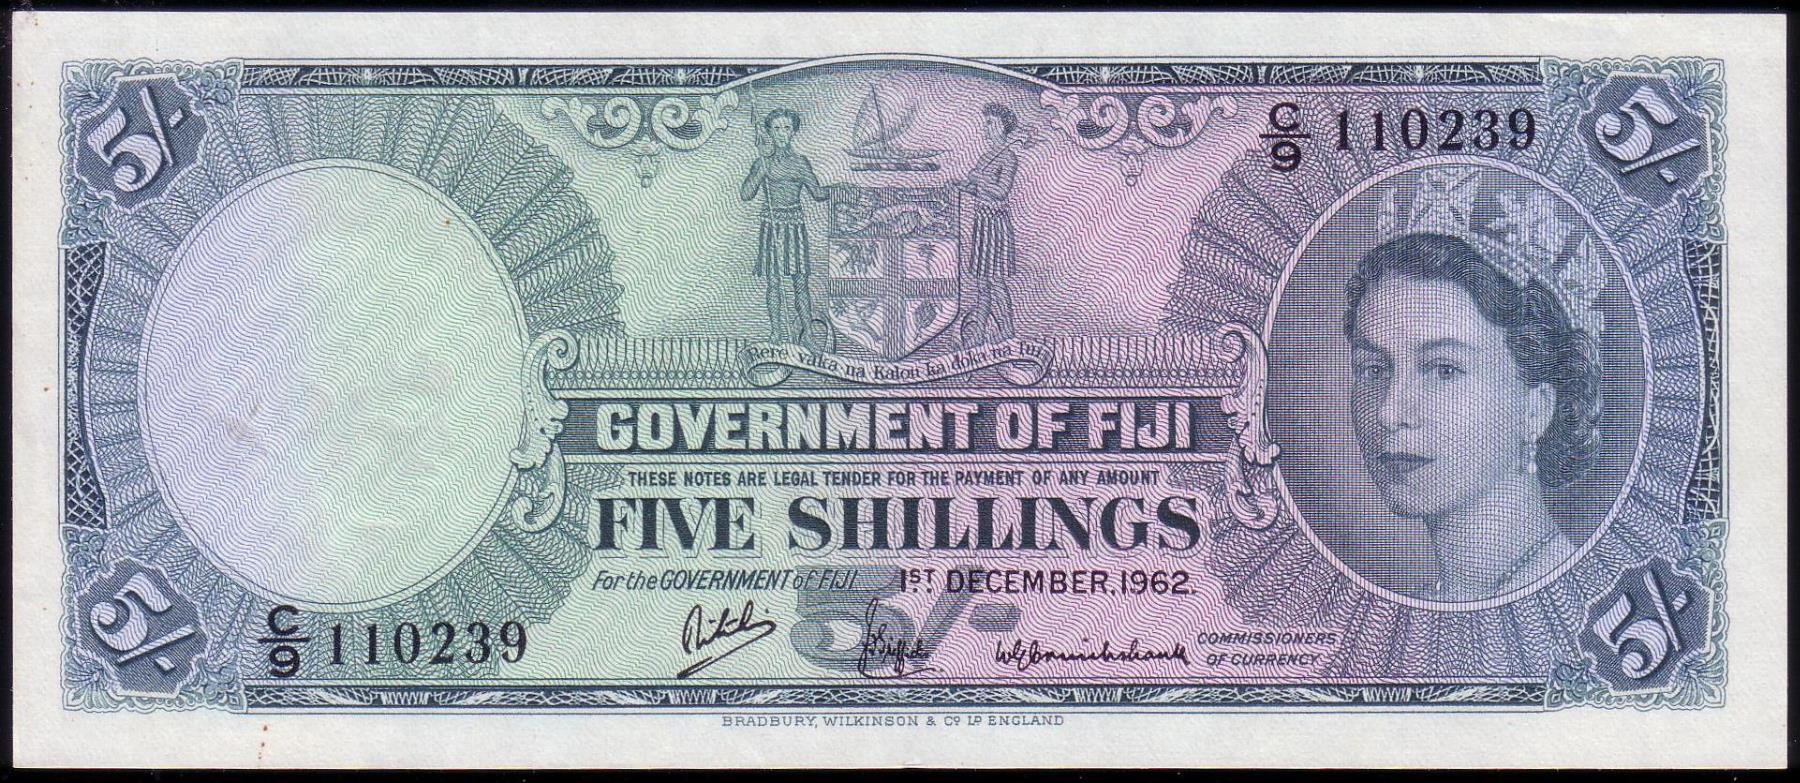 5/-
5/-
C/9 110239
Rere vaka na Kalou ka doka na Tui
GOVERNMENT OF FIJI
THESE NOTES ARE LEGAL TENDER FOR THE PAYMENT OF ANY AMOUNT
FIVE SHILLINGS
For the GOVERNMENT of FIJI 1ST DECEMBER, 1962.
5/-
C/9 110239
COMMISSIONERS
OF CURRENCY
5/-
5/-
BRADBURY, WILKINSON & Co Ld ENGLAND